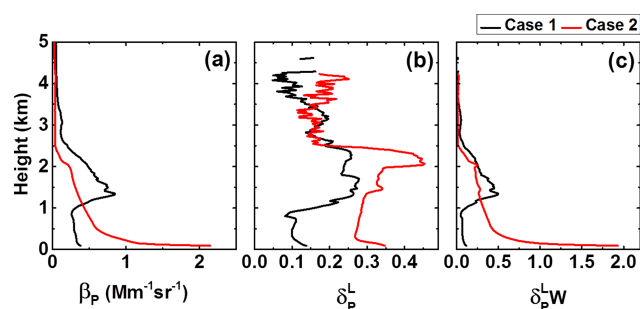 Case 1 Case 2
(a) (b) (c)
Height (km)
5
4
3
2
1
0
0 1 2 0.0 0.1 0.2 0.3 0.4 0.0 0.5 1.0 1.5 2.0
βₚ (Mm⁻¹sr⁻¹) δₚᴸ δₚᴸW